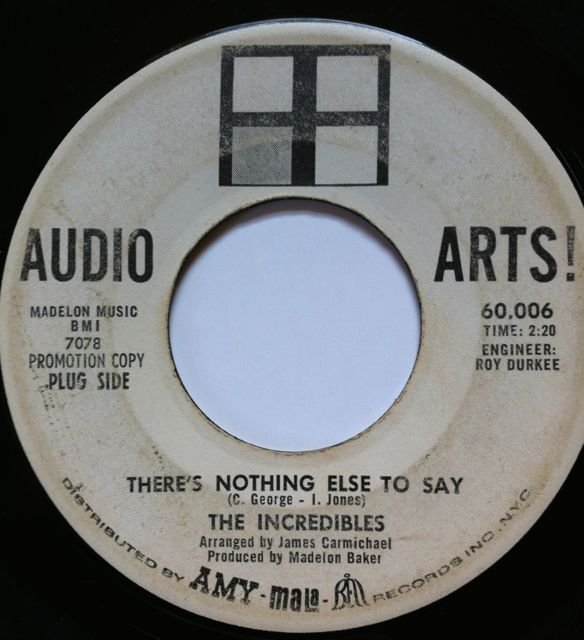 AUDIO ARTS!
MADELON MUSIC
BMI
7078
PROMOTION COPY
PLUG SIDE
60,006
TIME: 2:20
ENGINEER:
ROY DURKEE
THERE'S NOTHING ELSE TO SAY
(C. George - I. Jones)
THE INCREDIBLES
Arranged by James Carmichael
Produced by Madelon Baker
DISTRIBUTED BY AMY - mala - Bell RECORDS INC. NYC